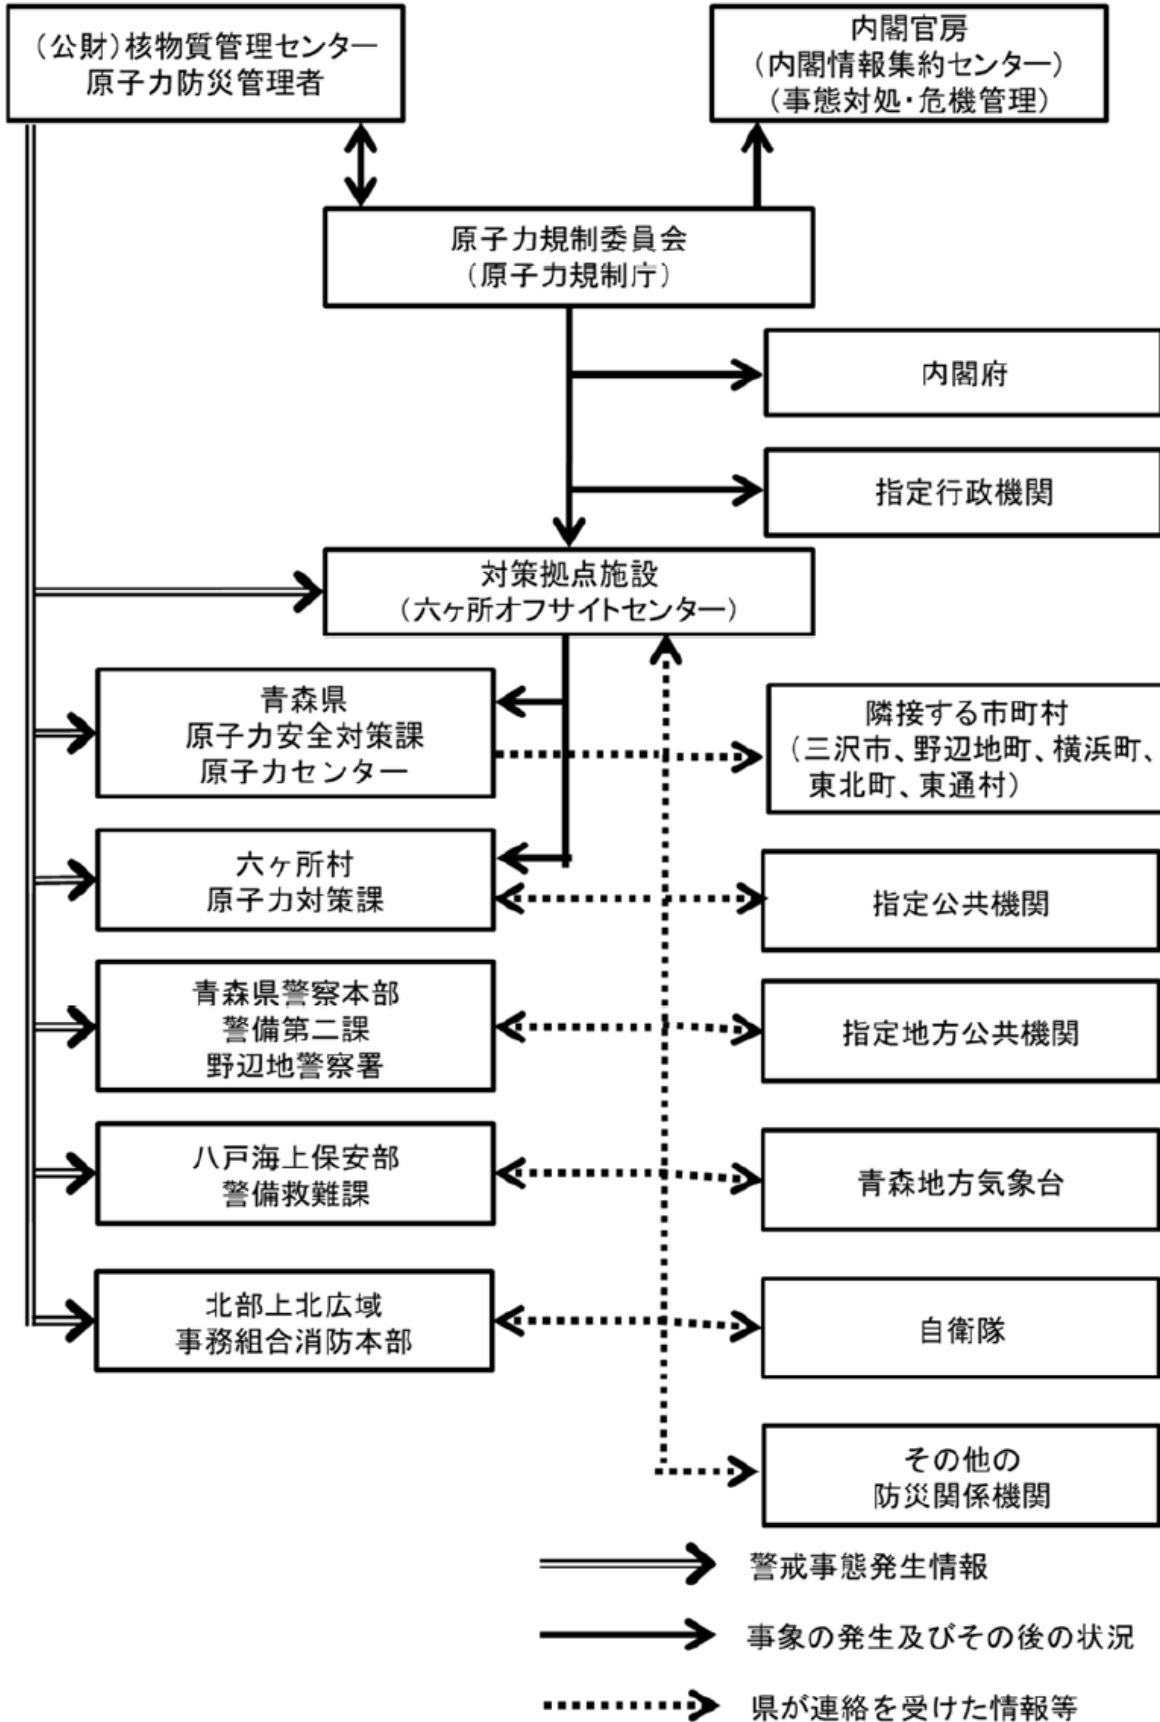 (公財)核物質管理センター
原子力防災管理者
内閣官房
(内閣情報集約センター)
(事態対処・危機管理)
原子力規制委員会
(原子力規制庁)
内閣府
指定行政機関
対策拠点施設
(六ヶ所オフサイトセンター)
青森県
原子力安全対策課
原子力センター
隣接する市町村
(三沢市、野辺地町、横浜町、
東北町、東通村)
六ヶ所村
原子力対策課
指定公共機関
青森県警察本部
警備第二課
野辺地警察署
指定地方公共機関
八戸海上保安部
警備救難課
青森地方気象台
北部上北広域
事務組合消防本部
自衛隊
その他の
防災関係機関
警戒事態発生情報
事象の発生及びその後の状況
県が連絡を受けた情報等